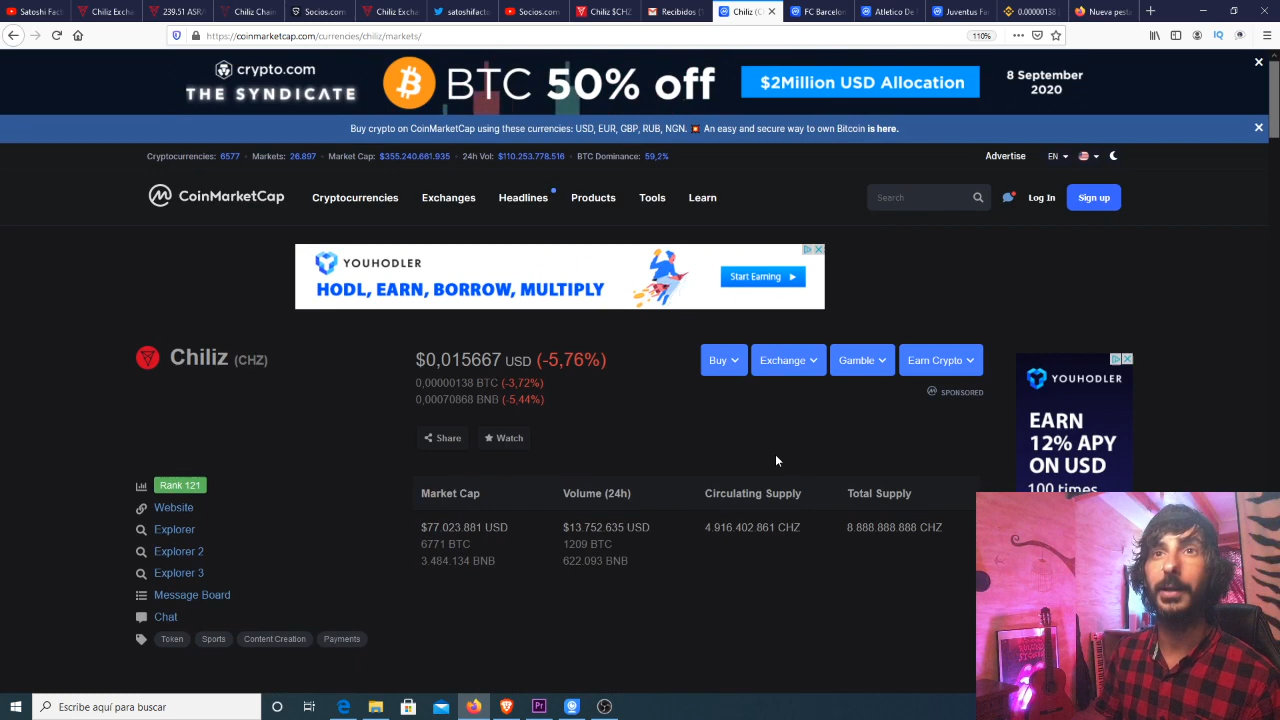 Satoshi Fact
Chiliz Excha
239.51 ASR/
Chiliz Chain
Socios.com
Chiliz Exch
satoshifacto
Socios.com
Chiliz $CHZ
Recibidos (
Chiliz (C
FC Barcelon
Atletico De
Juventus Fa
0.00000138
Nueva pesta
https://coinmarketcap.com/currencies/chiliz/markets/
110%
IQ
crypto.com
THE SYNDICATE
BTC 50% off
$2Million USD Allocation
8 September
2020
Buy crypto on CoinMarketCap using these currencies: USD, EUR, GBP, RUB, NGN. 💥 An easy and secure way to own Bitcoin is here.
Cryptocurrencies: 6577 · Markets: 26.897 · Market Cap: $355.240.661.935 · 24h Vol: $110.253.778.516 · BTC Dominance: 59,2%
Advertise
EN
CoinMarketCap
Cryptocurrencies
Exchanges
Headlines
Products
Tools
Learn
Search
Log In
Sign up
YOUHODLER
HODL, EARN, BORROW, MULTIPLY
Start Earning
Chiliz (CHZ)
$0,015667 USD (-5,76%)
0,00000138 BTC (-3,72%)
0,00070868 BNB (-5,44%)
Buy
Exchange
Gamble
Earn Crypto
SPONSORED
Share
Watch
YOUHODLER
EARN
12% APY
ON USD
100 times
Rank 121
Website
Explorer
Explorer 2
Explorer 3
Message Board
Chat
Token
Sports
Content Creation
Payments
Market Cap
Volume (24h)
Circulating Supply
Total Supply
$77.023.881 USD
$13.752.635 USD
4.916.402.861 CHZ
8.888.888.888 CHZ
6771 BTC
1209 BTC
3.484.134 BNB
622.093 BNB
Escribe aquí para buscar
Pr